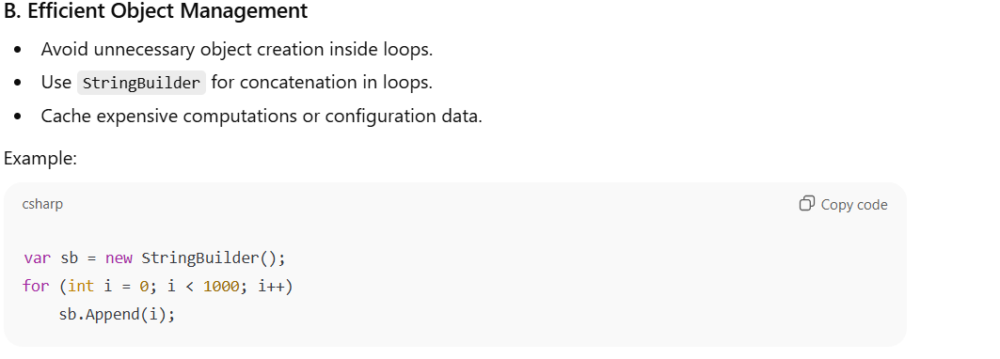 B. Efficient Object Management
• Avoid unnecessary object creation inside loops.
• Use StringBuilder for concatenation in loops.
• Cache expensive computations or configuration data.
Example:
csharp
Copy code
var sb = new StringBuilder();
for (int i = 0; i < 1000; i++)
    sb.Append(i);